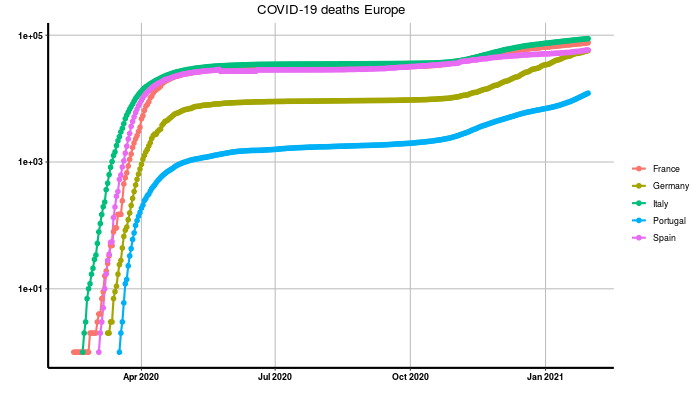 COVID-19 deaths Europe
1e+05
1e+03
1e+01
Apr 2020
Jul 2020
Oct 2020
Jan 2021
France
Germany
Italy
Portugal
Spain